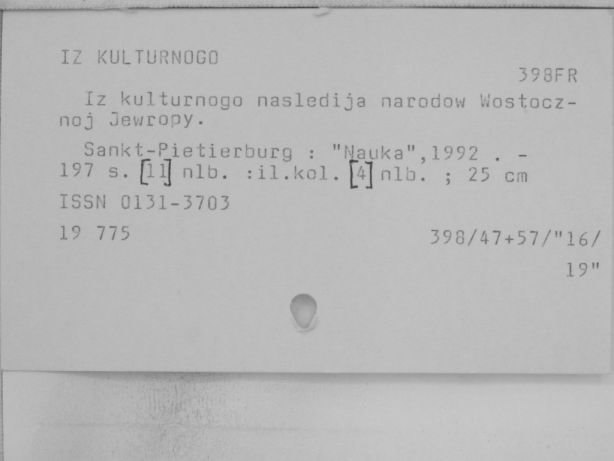 IZ KULTURNOGO
398FR
Iz kulturnogo nasledija narodow Wostocz-
noj Jewropy.
Sankt-Pietierburg : "Nauka",1992 . -
197 s. [11] nlb. :il.kol. [4] nlb. ; 25 cm
ISSN 0131-3703
19 775
398/47+57/"16/
19"